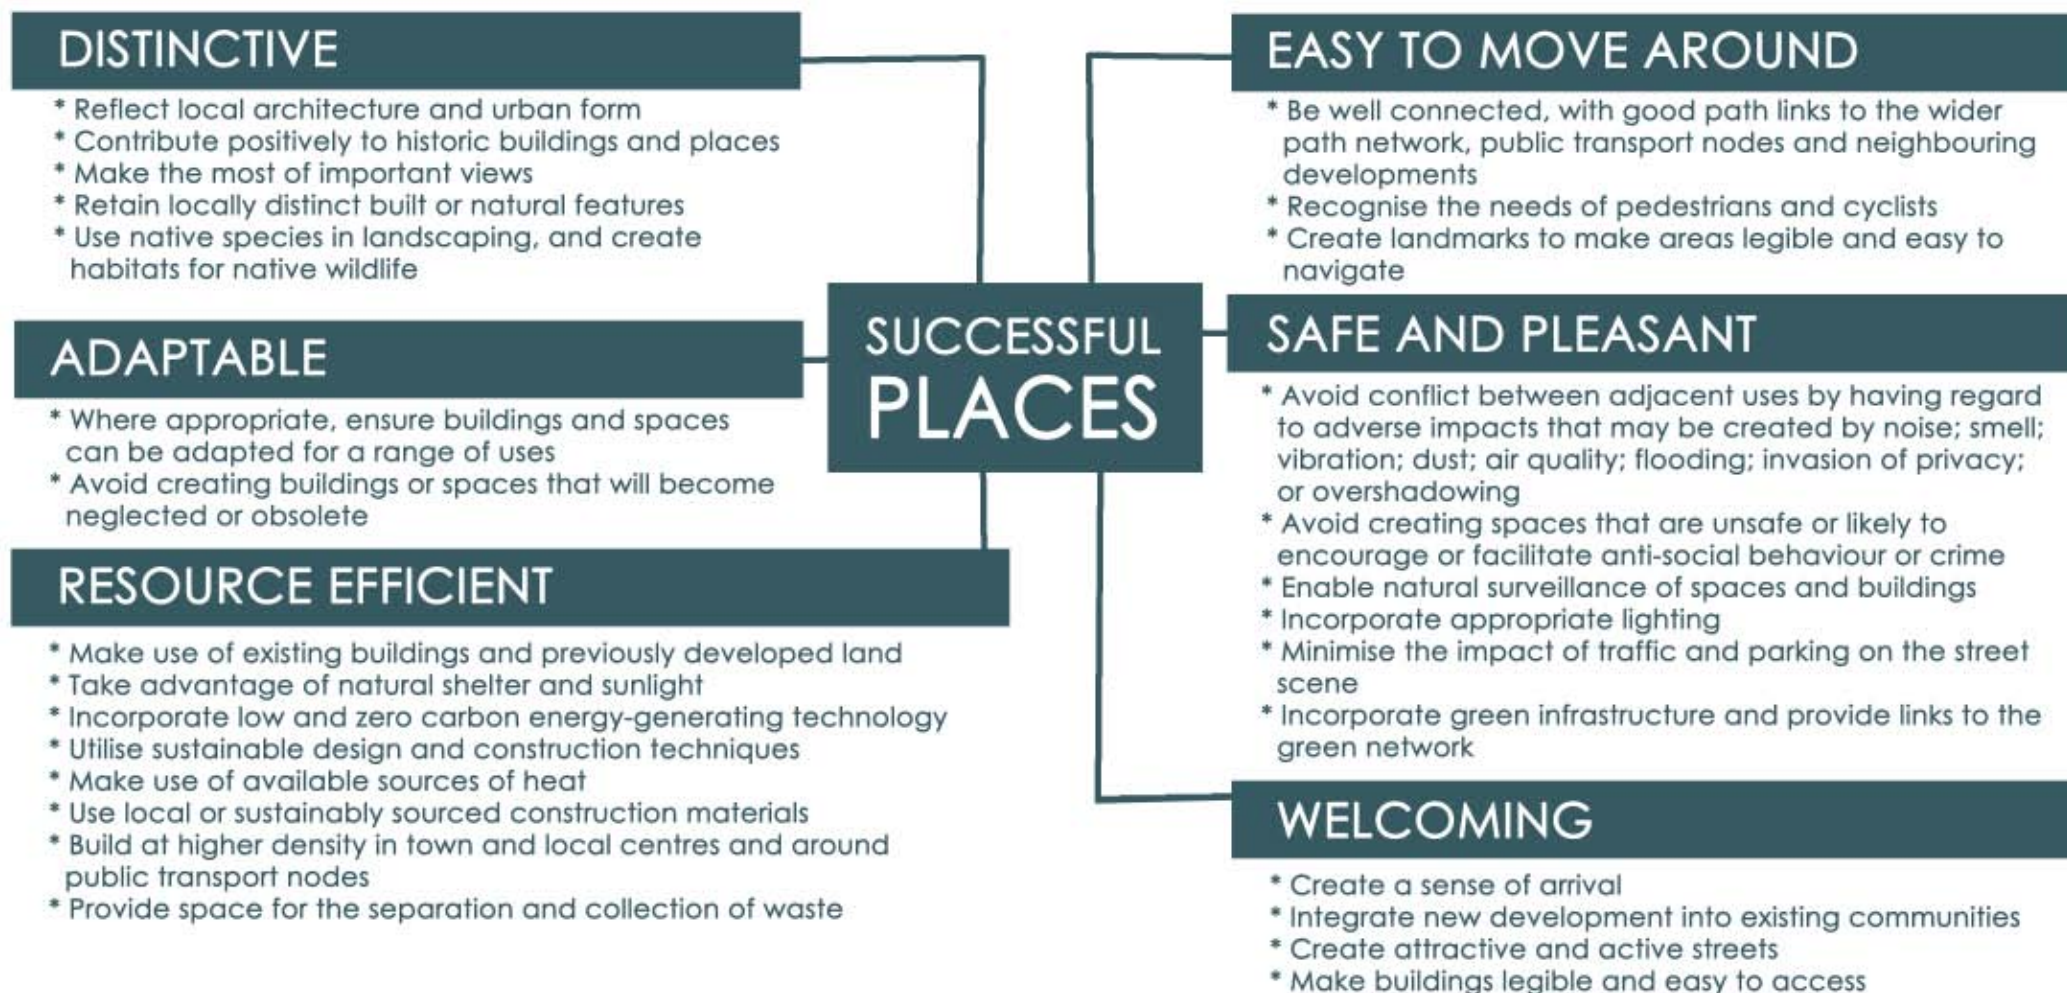 DISTINCTIVE
* Reflect local architecture and urban form
* Contribute positively to historic buildings and places
* Make the most of important views
* Retain locally distinct built or natural features
* Use native species in landscaping, and create
habitats for native wildlife
ADAPTABLE
* Where appropriate, ensure buildings and spaces
can be adapted for a range of uses
* Avoid creating buildings or spaces that will become
neglected or obsolete
RESOURCE EFFICIENT
* Make use of existing buildings and previously developed land
* Take advantage of natural shelter and sunlight
* Incorporate low and zero carbon energy-generating technology
* Utilise sustainable design and construction techniques
* Make use of available sources of heat
* Use local or sustainably sourced construction materials
* Build at higher density in town and local centres and around
public transport nodes
* Provide space for the separation and collection of waste
SUCCESSFUL
PLACES
EASY TO MOVE AROUND
* Be well connected, with good path links to the wider
path network, public transport nodes and neighbouring
developments
* Recognise the needs of pedestrians and cyclists
* Create landmarks to make areas legible and easy to
navigate
SAFE AND PLEASANT
* Avoid conflict between adjacent uses by having regard
to adverse impacts that may be created by noise; smell;
vibration; dust; air quality; flooding; invasion of privacy;
or overshadowing
* Avoid creating spaces that are unsafe or likely to
encourage or facilitate anti-social behaviour or crime
* Enable natural surveillance of spaces and buildings
* Incorporate appropriate lighting
* Minimise the impact of traffic and parking on the street
scene
* Incorporate green infrastructure and provide links to the
green network
WELCOMING
* Create a sense of arrival
* Integrate new development into existing communities
* Create attractive and active streets
* Make buildings legible and easy to access